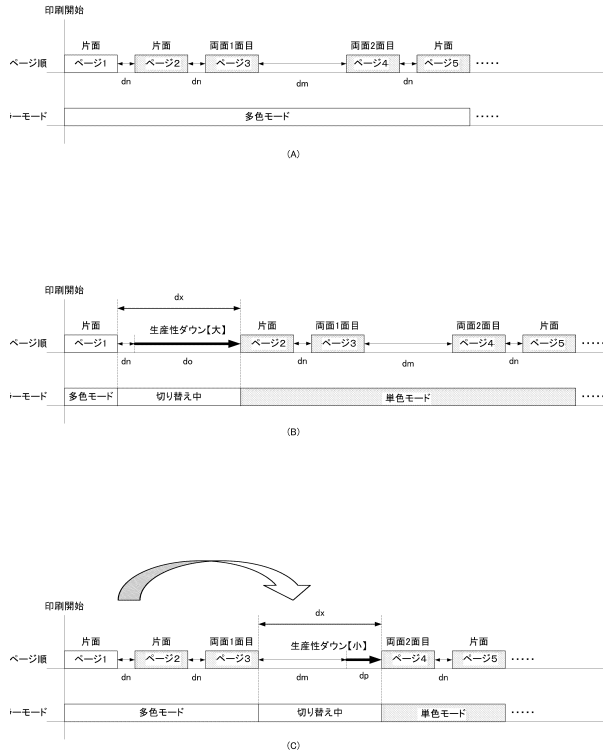 印刷開始
片面 片面 両面1面目 両面2面目 片面
ページ順 ページ1 ページ2 ページ3 ページ4 ページ5 ・・・・・
dn dn dm dn
ーモード 多色モード ・・・・・
(A)
印刷開始
dx
片面 生産性ダウン【大】 片面 両面1面目 両面2面目 片面
ページ順 ページ1 ページ2 ページ3 ページ4 ページ5 ・・・・・
dn do dn dm dn
ーモード 多色モード 切り替え中 単色モード ・・・・・
(B)
印刷開始
dx
片面 片面 両面1面目 生産性ダウン【小】 両面2面目 片面
ページ順 ページ1 ページ2 ページ3 ページ4 ページ5 ・・・・・
dn dn dm dp dn
ーモード 多色モード 切り替え中 単色モード ・・・・・
(C)